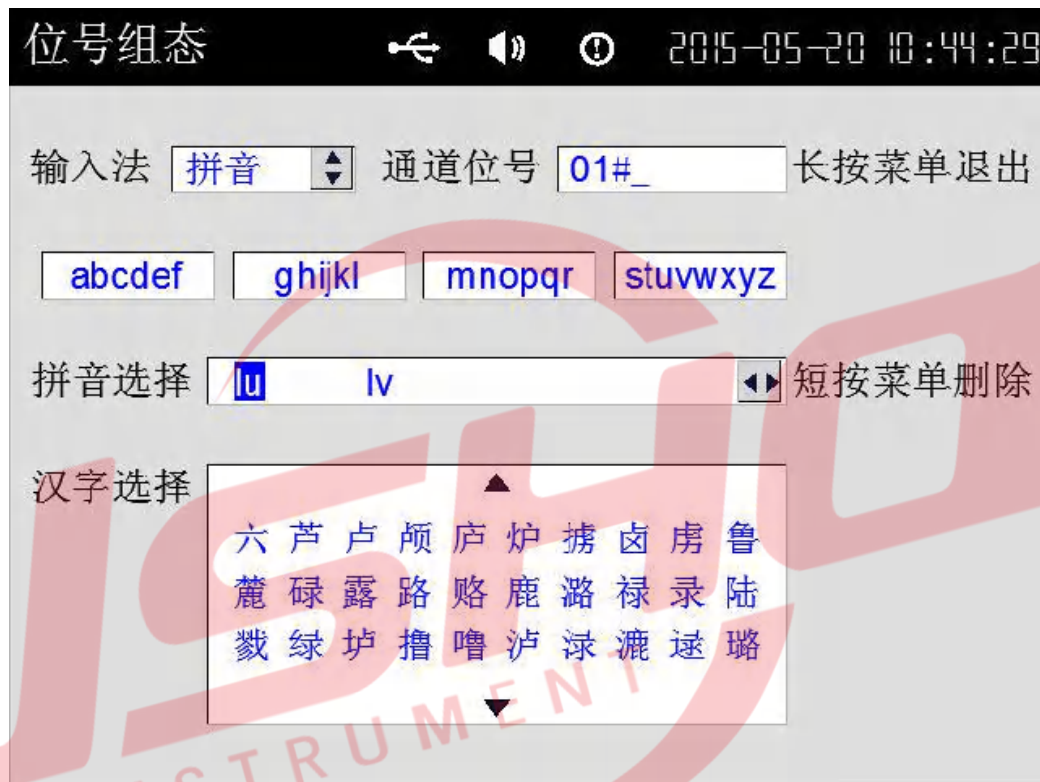 位号组态 2015-05-20 10:44:29
输入法 拼音 通道位号 01#_ 长按菜单退出
abcdef ghijkl mnopqr stuvwxyz
拼音选择 lu lv 短按菜单删除
汉字选择
六 芦 卢 颅 庐 炉 掳 卤 虏 鲁
麓 碌 露 路 赂 鹿 潞 禄 录 陆
戮 绿 垆 撸 噜 泸 渌 漉 逯 璐